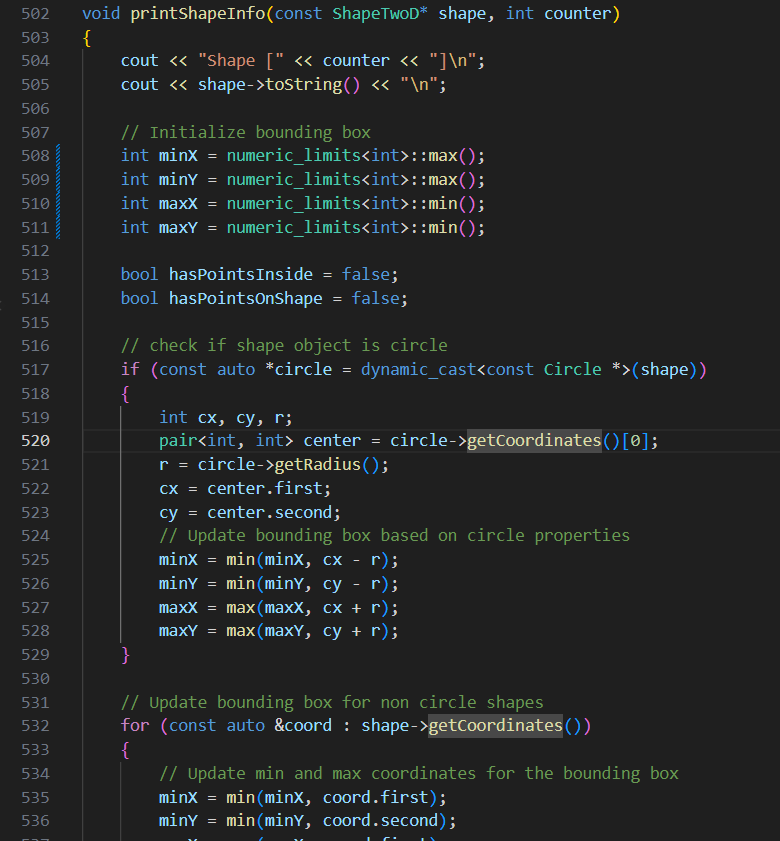 502 void printShapeInfo(const ShapeTwoD* shape, int counter)
503 {
504     cout << "Shape [" << counter << "]\n";
505     cout << shape->toString() << "\n";
506
507     // Initialize bounding box
508     int minX = numeric_limits<int>::max();
509     int minY = numeric_limits<int>::max();
510     int maxX = numeric_limits<int>::min();
511     int maxY = numeric_limits<int>::min();
512
513     bool hasPointsInside = false;
514     bool hasPointsOnShape = false;
515
516     // check if shape object is circle
517     if (const auto *circle = dynamic_cast<const Circle *>(shape))
518     {
519         int cx, cy, r;
520         pair<int, int> center = circle->getCoordinates()[0];
521         r = circle->getRadius();
522         cx = center.first;
523         cy = center.second;
524         // Update bounding box based on circle properties
525         minX = min(minX, cx - r);
526         minY = min(minY, cy - r);
527         maxX = max(maxX, cx + r);
528         maxY = max(maxY, cy + r);
529     }
530
531     // Update bounding box for non circle shapes
532     for (const auto &coord : shape->getCoordinates())
533     {
534         // Update min and max coordinates for the bounding box
535         minX = min(minX, coord.first);
536         minY = min(minY, coord.second);